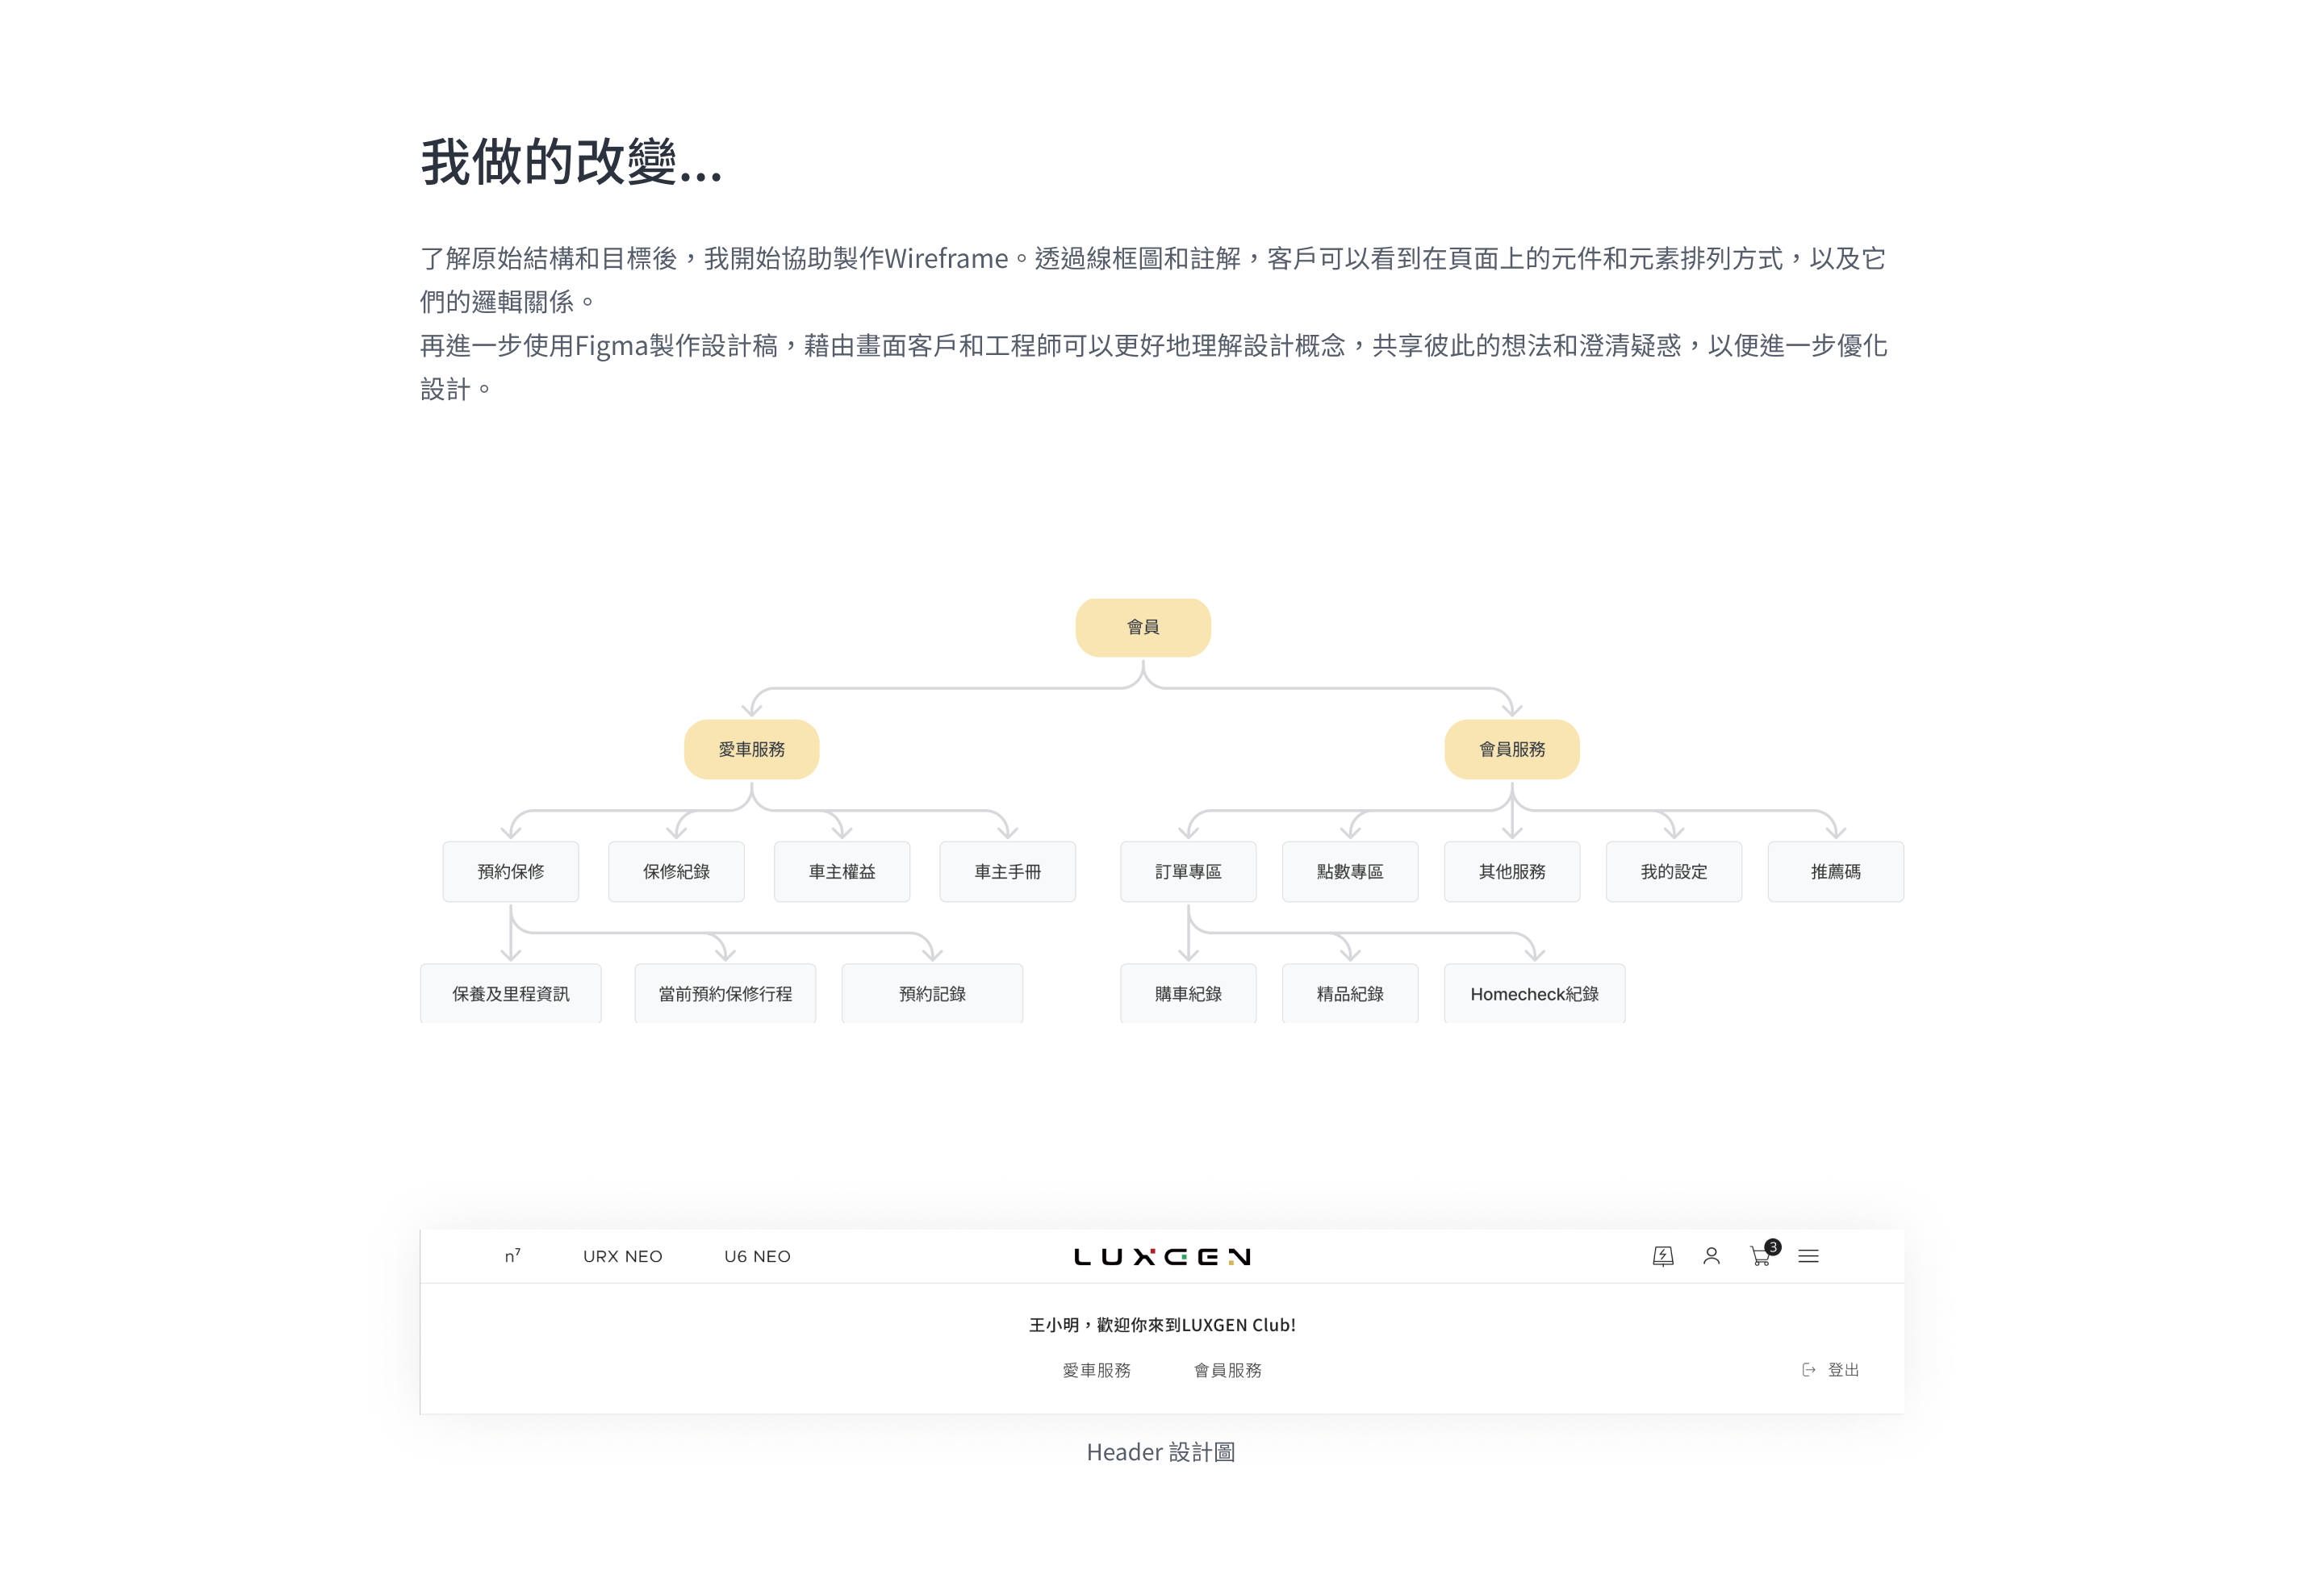 我做的改變...
了解原始結構和目標後，我開始協助製作Wireframe。透過線框圖和註解，客戶可以看到在頁面上的元件和元素排列方式，以及它
們的邏輯關係。
再進一步使用Figma製作設計稿，藉由畫面客戶和工程師可以更好地理解設計概念，共享彼此的想法和澄清疑惑，以便進一步優化
設計。
會員
愛車服務
會員服務
預約保修
保修紀錄
車主權益
車主手冊
訂單專區
點數專區
其他服務
我的設定
推薦碼
保養及里程資訊
當前預約保修行程
預約記錄
購車紀錄
精品紀錄
Homecheck紀錄
n⁷
URX NEO
U6 NEO
LUXGEN
3
王小明，歡迎你來到LUXGEN Club!
愛車服務
會員服務
登出
Header 設計圖